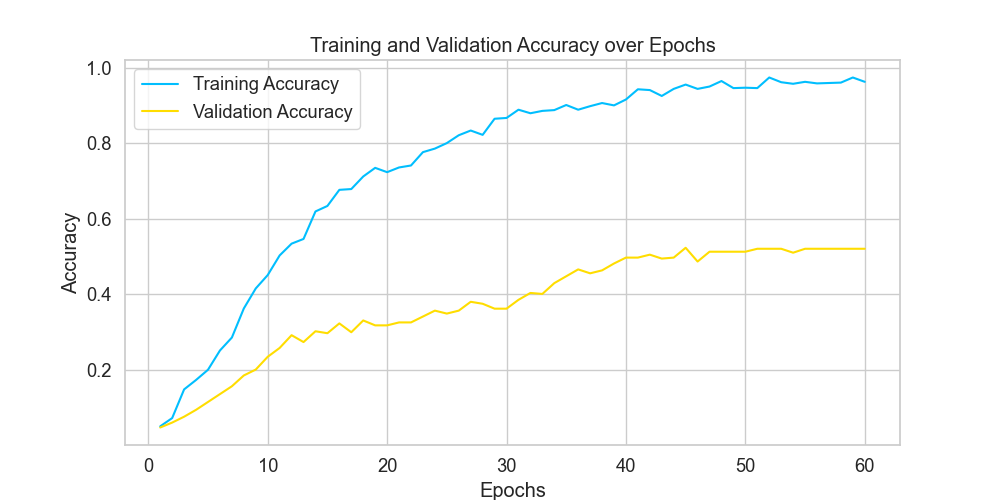 Training and Validation Accuracy over Epochs
Training Accuracy
Validation Accuracy
1.0
0.8
0.6
0.4
0.2
Accuracy
0 10 20 30 40 50 60
Epochs